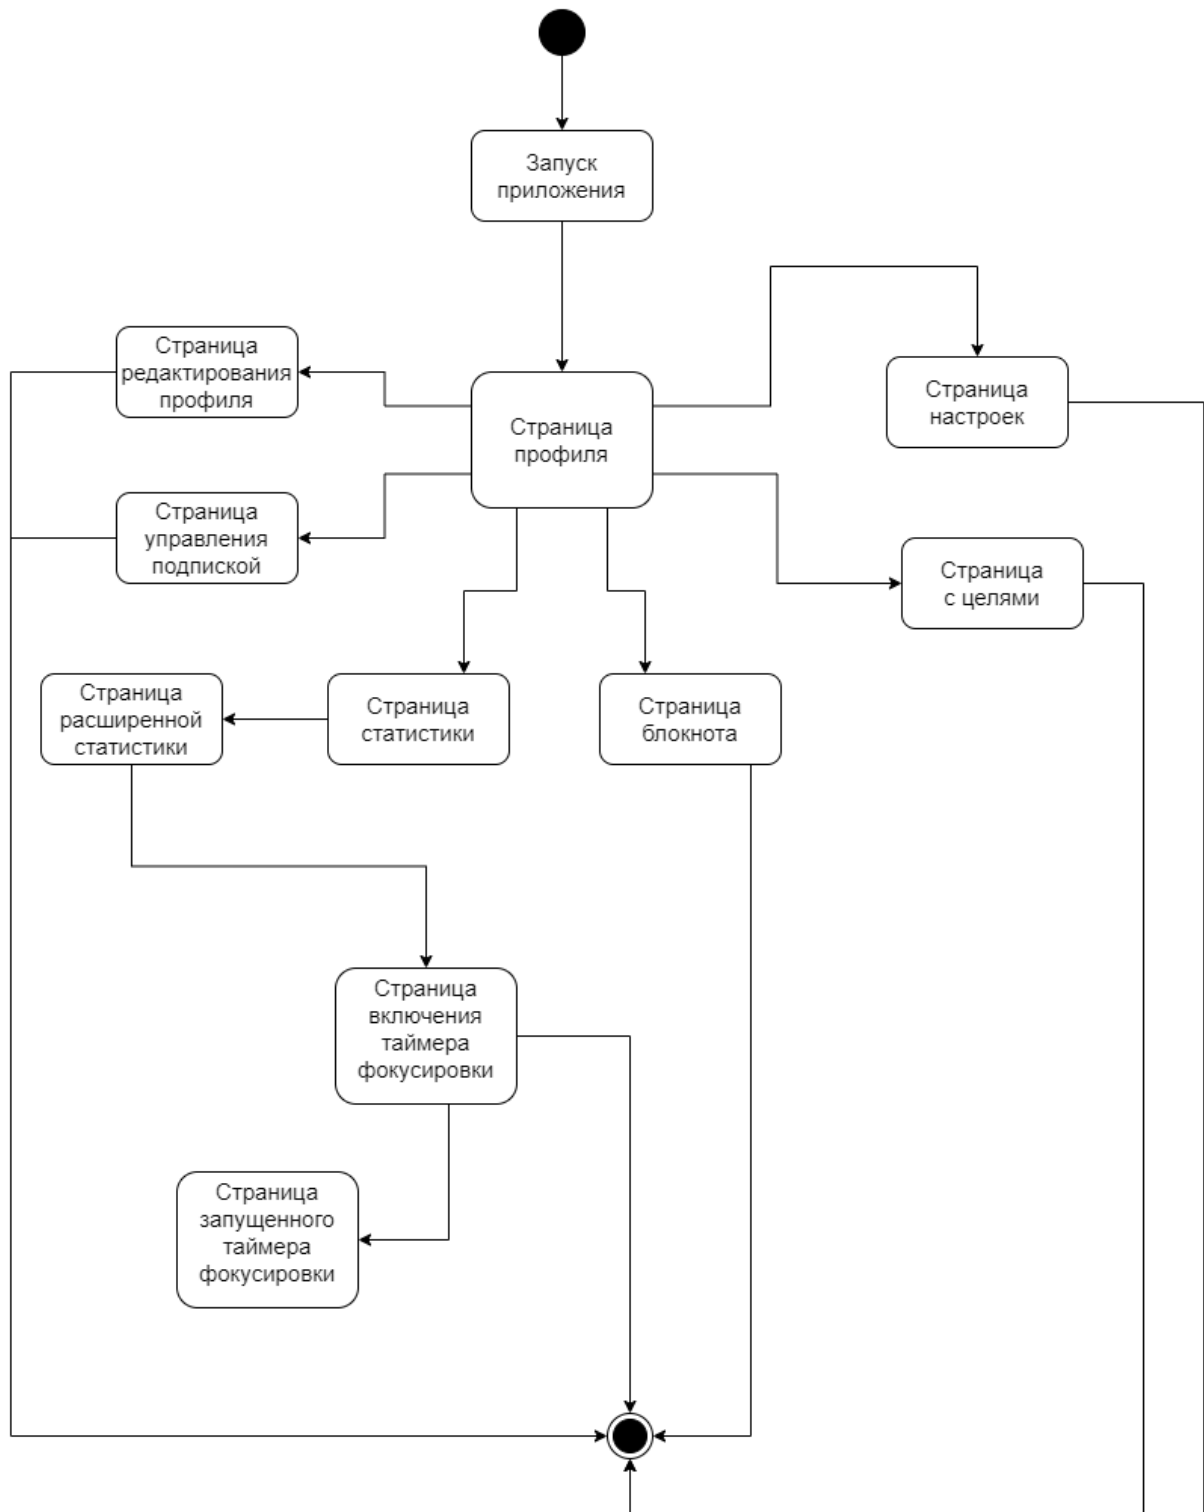 Запуск
приложения
Страница
редактирования
профиля
Страница
профиля
Страница
настроек
Страница
управления
подпиской
Страница
с целями
Страница
расширенной
статистики
Страница
статистики
Страница
блокнота
Страница
включения
таймера
фокусировки
Страница
запущенного
таймера
фокусировки